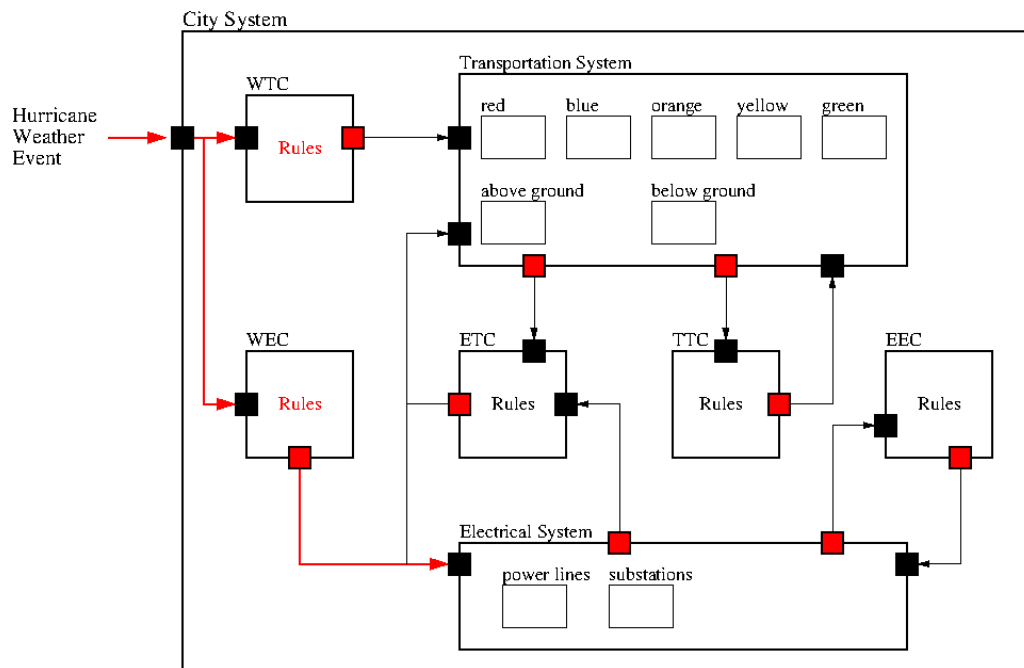 City System
Transportation System
WTC
red
blue
orange
yellow
green
Hurricane
Weather
Event
Rules
above ground
below ground
WEC
ETC
TTC
EEC
Rules
Rules
Rules
Rules
Electrical System
power lines
substations